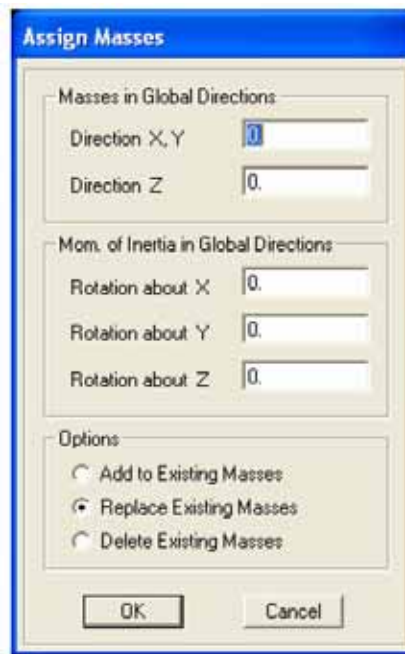 Assign Masses
Masses in Global Directions
Direction X, Y 0.
Direction Z 0.
Mom. of Inertia in Global Directions
Rotation about X 0.
Rotation about Y 0.
Rotation about Z 0.
Options
Add to Existing Masses
Replace Existing Masses
Delete Existing Masses
OK Cancel